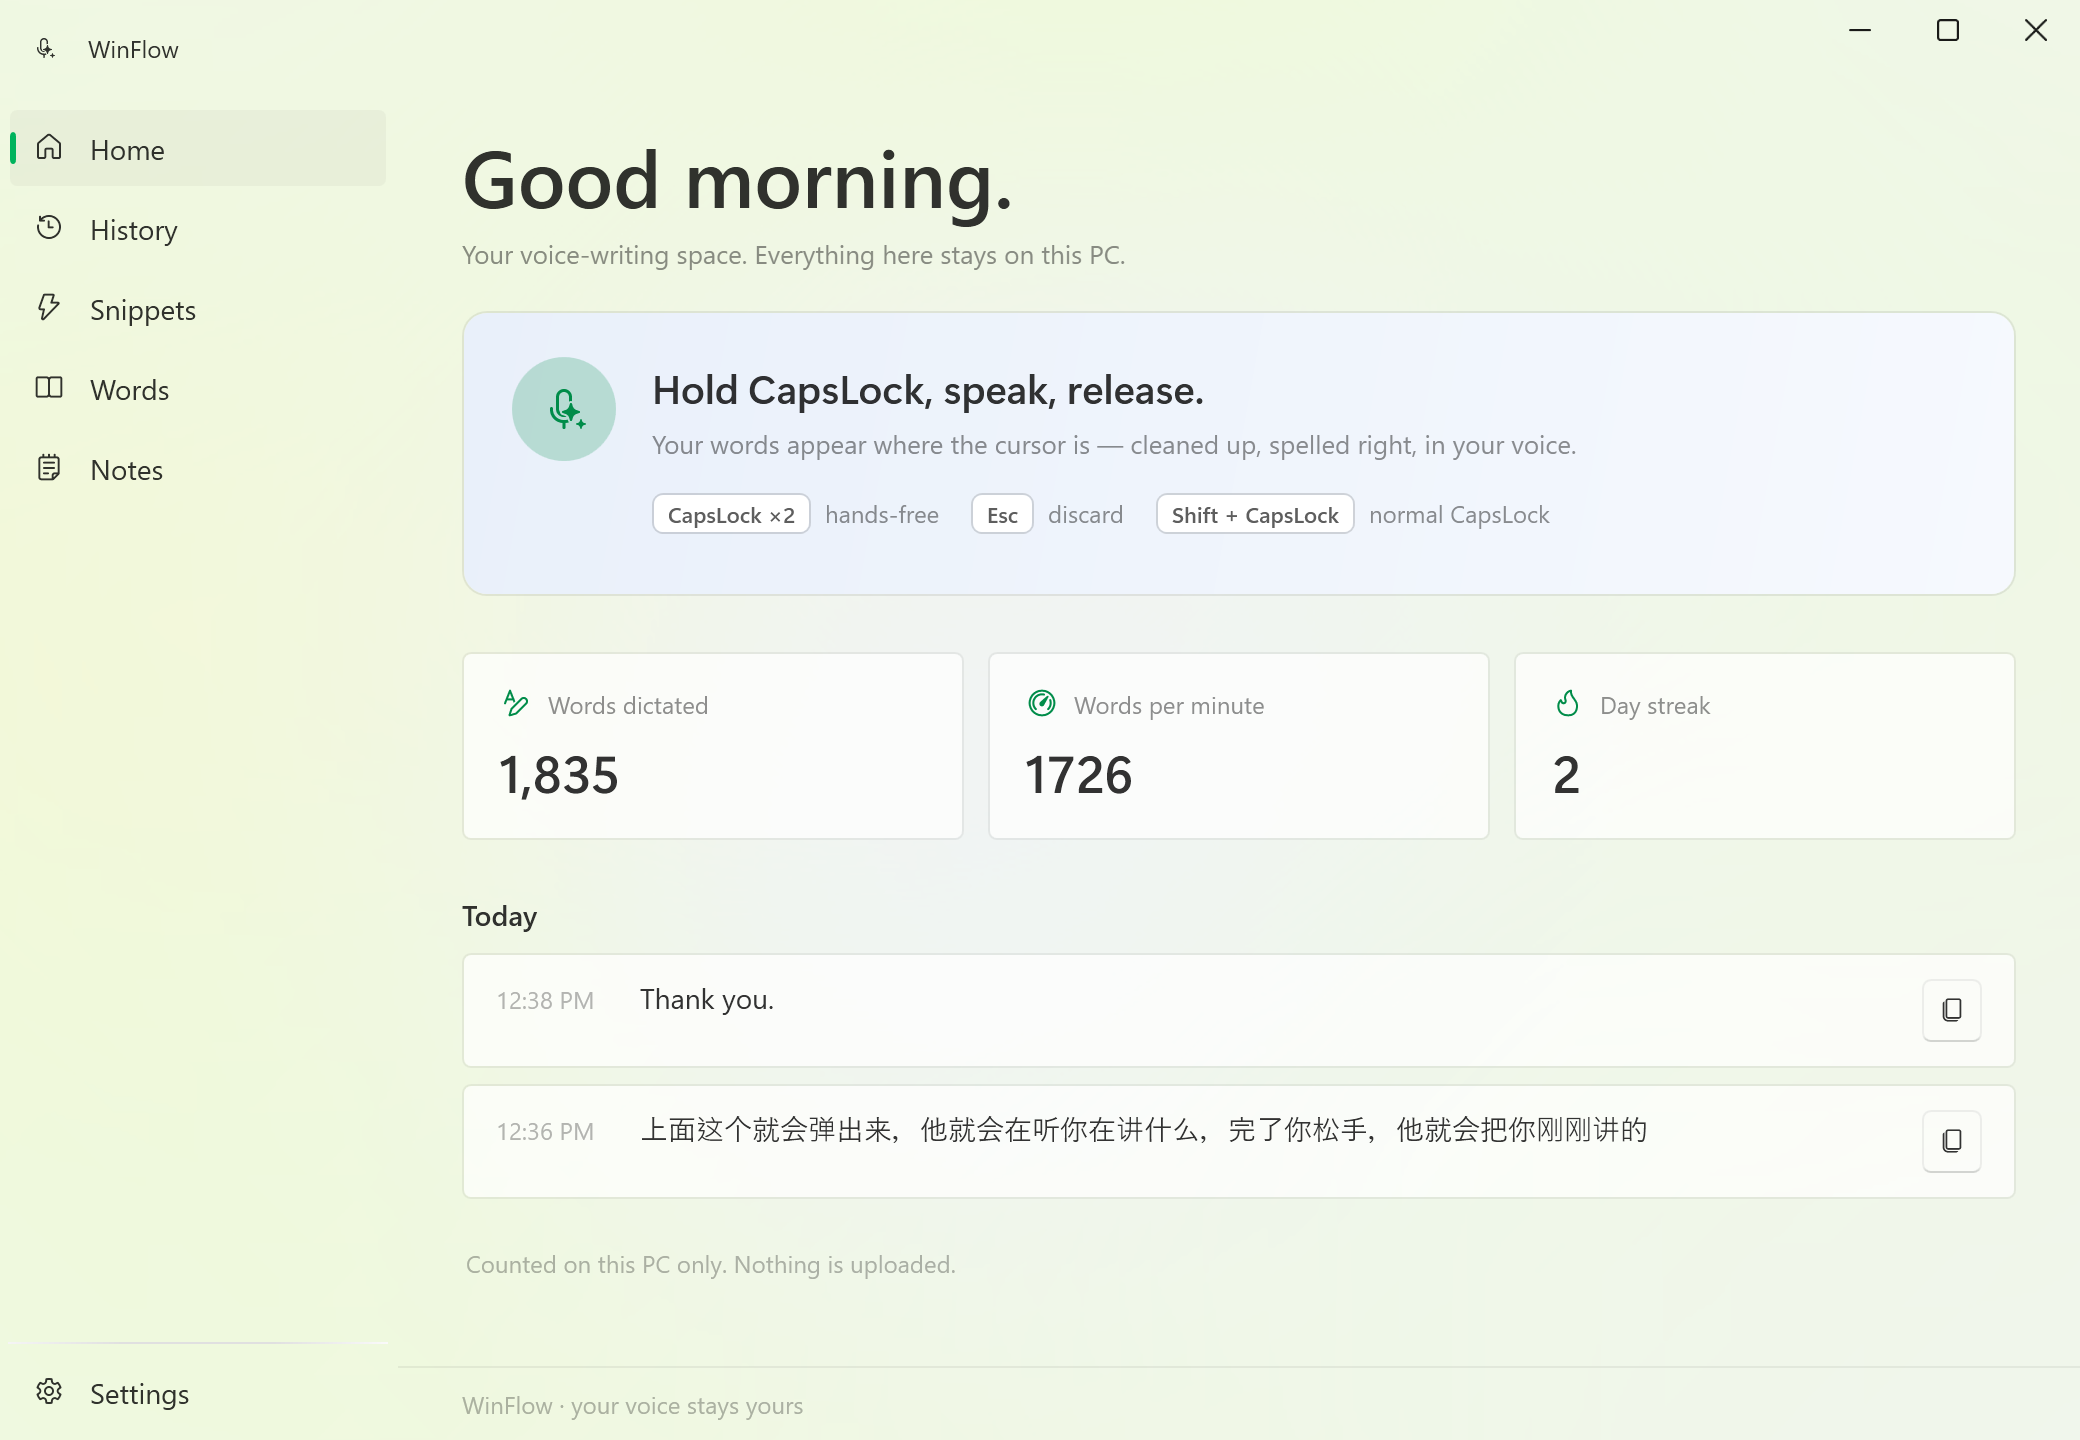 WinFlow
Home
History
Snippets
Words
Notes
Settings
Good morning.
Your voice-writing space. Everything here stays on this PC.
Hold CapsLock, speak, release.
Your words appear where the cursor is — cleaned up, spelled right, in your voice.
CapsLock ×2 hands-free Esc discard Shift + CapsLock normal CapsLock
Words dictated
1,835
Words per minute
1726
Day streak
2
Today
12:38 PM Thank you.
12:36 PM 上面这个就会弹出来，他就会在听你在讲什么，完了你松手，他就会把你刚刚讲的
Counted on this PC only. Nothing is uploaded.
WinFlow · your voice stays yours